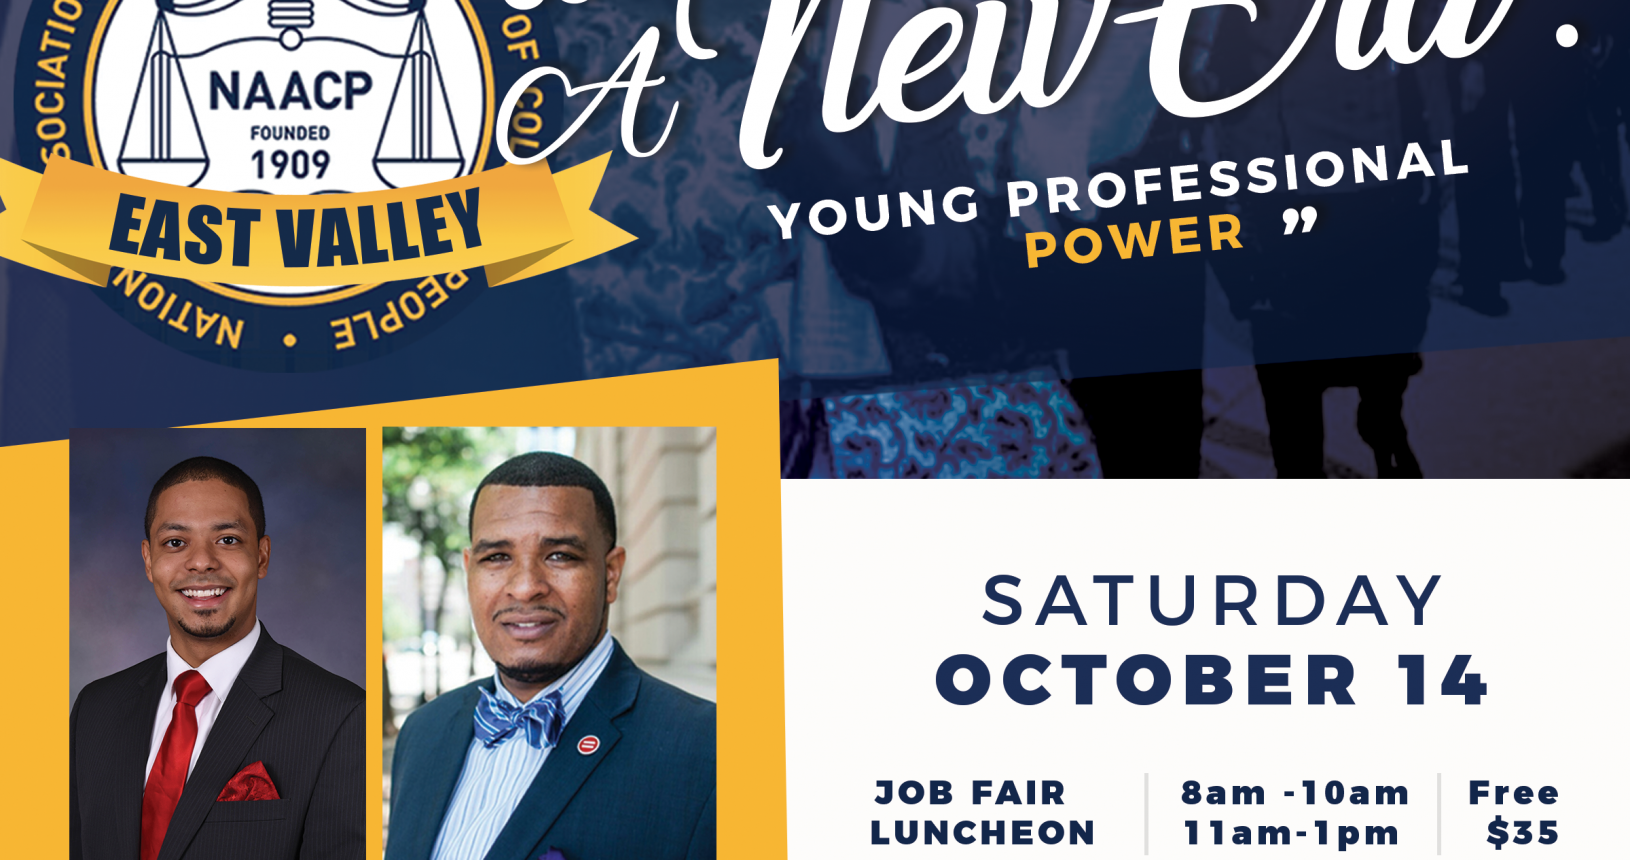 SOCIATIO
OF COL
NAACP
FOUNDED
1909
EAST VALLEY
NATION • PEOPLE
A New Era .
YOUNG PROFESSIONAL
POWER ”
SATURDAY
OCTOBER 14
JOB FAIR 8am -10am Free
LUNCHEON 11am-1pm $35